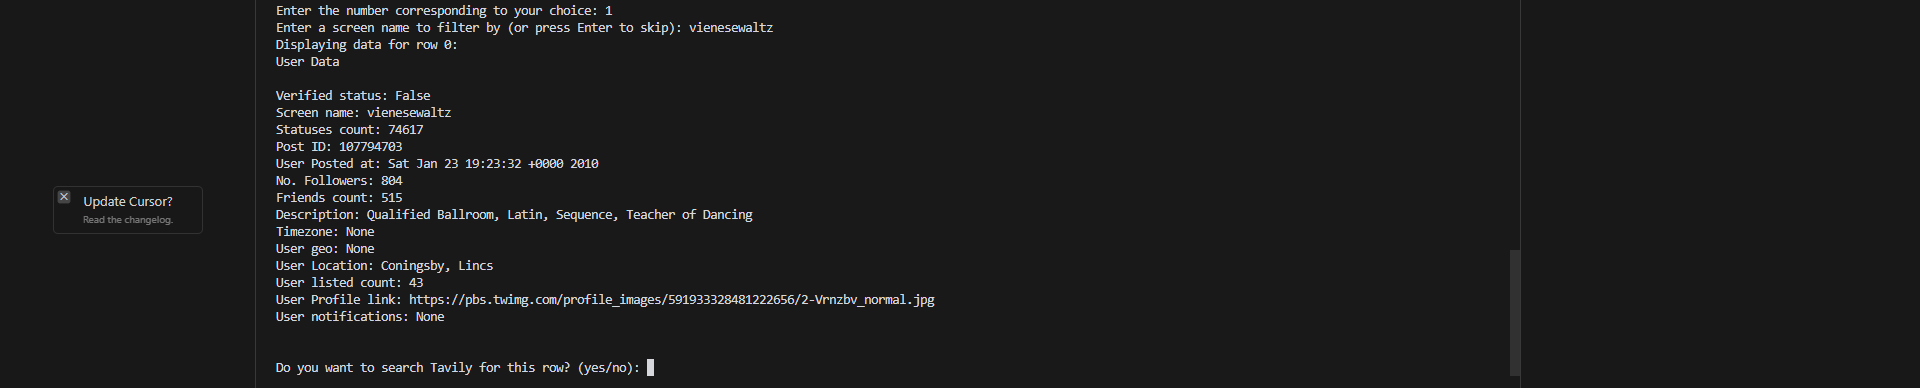 Enter the number corresponding to your choice: 1
Enter a screen name to filter by (or press Enter to skip): vienesewaltz
Displaying data for row 0:
User Data
Verified status: False
Screen name: vienesewaltz
Statuses count: 74617
Post ID: 107794703
User Posted at: Sat Jan 23 19:23:32 +0000 2010
No. Followers: 804
Friends count: 515
Description: Qualified Ballroom, Latin, Sequence, Teacher of Dancing
Timezone: None
User geo: None
User Location: Coningsby, Lincs
User listed count: 43
User Profile link: https://pbs.twimg.com/profile_images/591933328481222656/2-Vrnzbv_normal.jpg
User notifications: None
Do you want to search Tavily for this row? (yes/no):
Update Cursor?
Read the changelog.